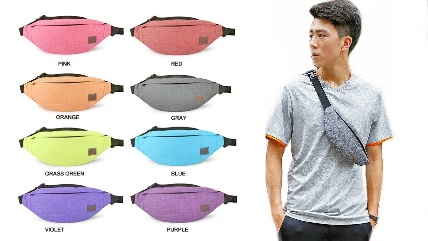 PINK
RED
ORANGE
GRAY
GRASS GREEN
BLUE
VIOLET
PURPLE